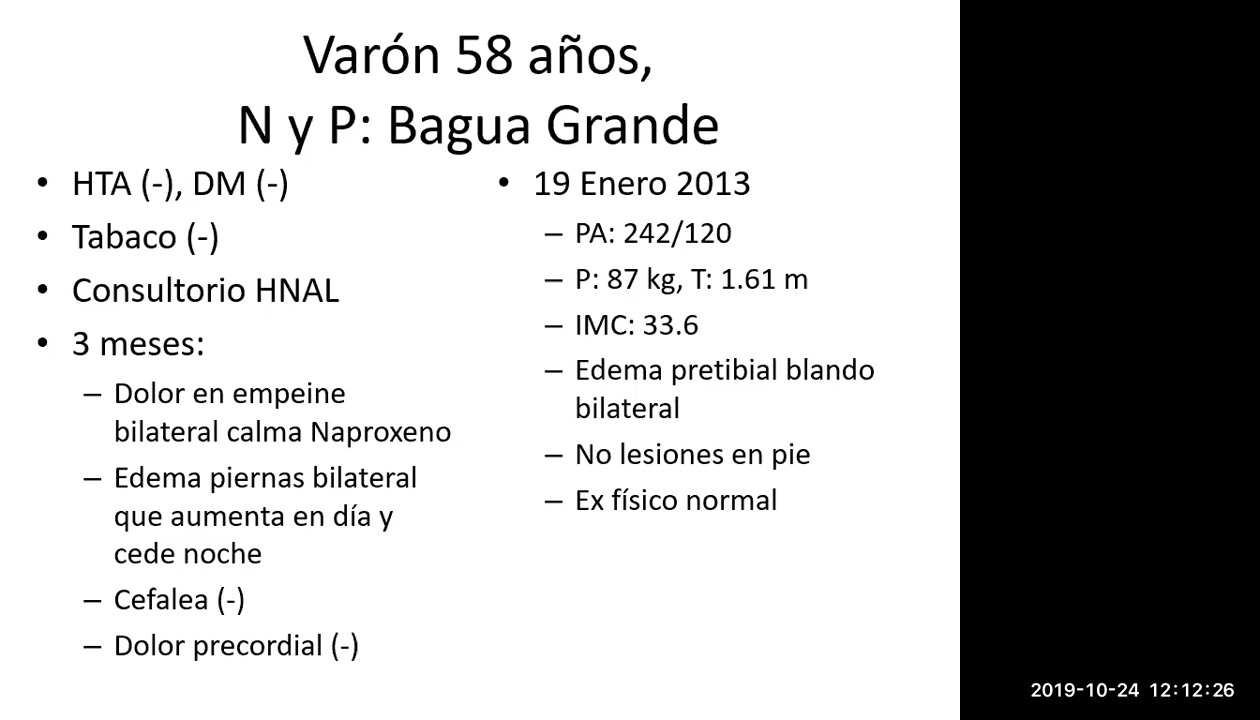 Varón 58 años,
N y P: Bagua Grande
• HTA (-), DM (-)
• Tabaco (-)
• Consultorio HNAL
• 3 meses:
– Dolor en empeine
bilateral calma Naproxeno
– Edema piernas bilateral
que aumenta en día y
cede noche
– Cefalea (-)
– Dolor precordial (-)
• 19 Enero 2013
– PA: 242/120
– P: 87 kg, T: 1.61 m
– IMC: 33.6
– Edema pretibial blando
bilateral
– No lesiones en pie
– Ex físico normal
2019-10-24 12:12:26